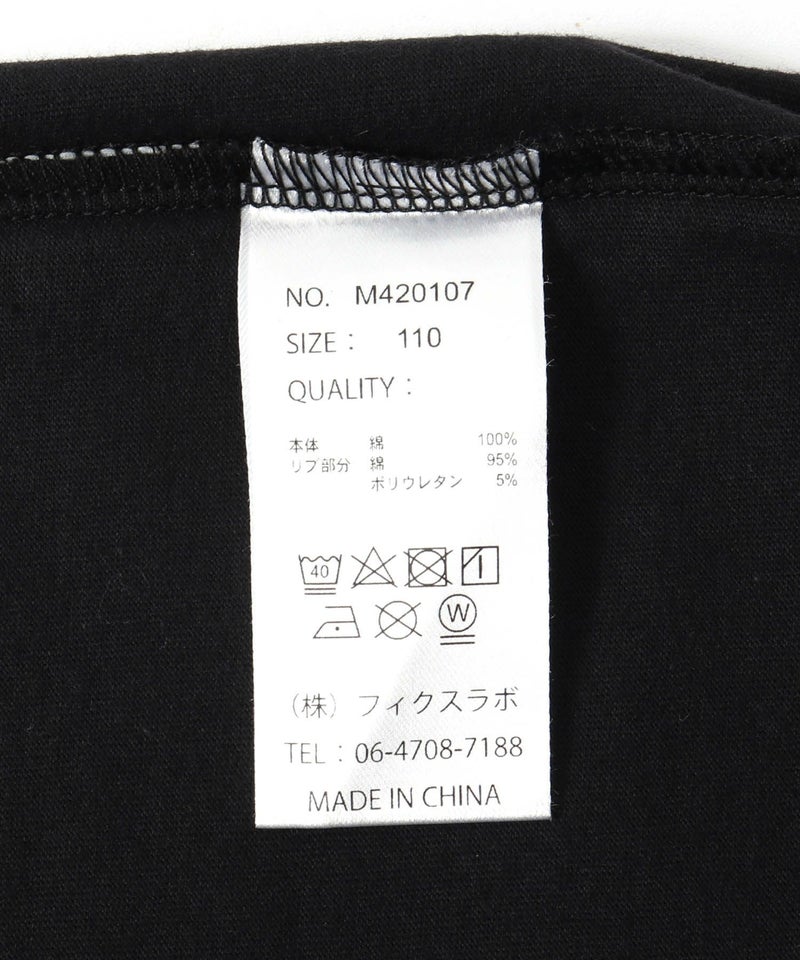 NO. M420107
SIZE： 110
QUALITY：
本体 綿 100%
リブ部分 綿 95%
ポリウレタン 5%
40
W
（株）フィクスラボ
TEL：06-4708-7188
MADE IN CHINA